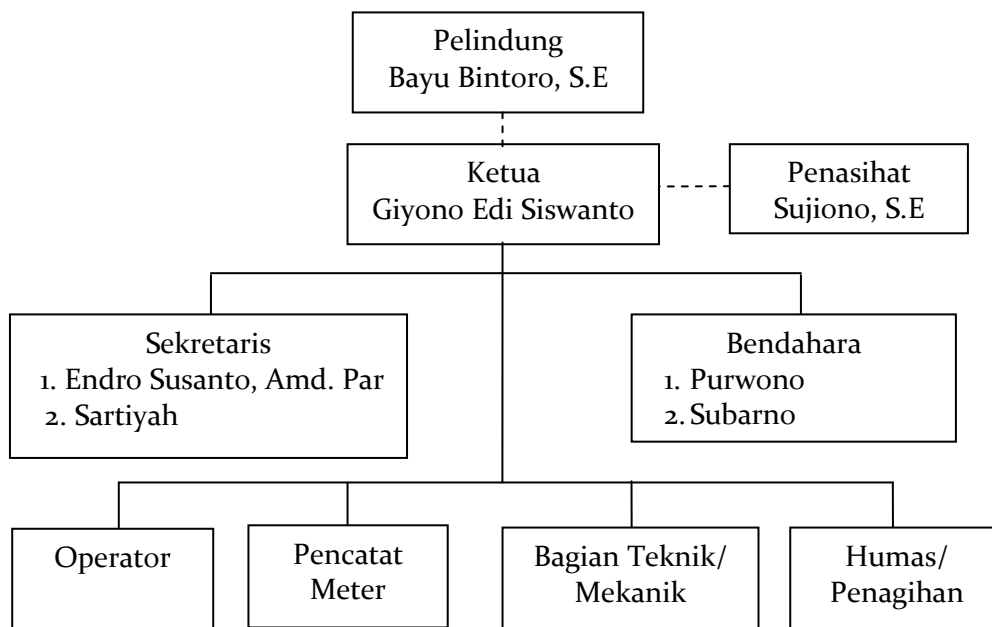 Pelindung
Bayu Bintoro, S.E
Ketua
Giyono Edi Siswanto
Penasihat
Sujiono, S.E
Sekretaris
1. Endro Susanto, Amd. Par
2. Sartiyah
Bendahara
1. Purwono
2. Subarno
Operator
Pencatat
Meter
Bagian Teknik/
Mekanik
Humas/
Penagihan